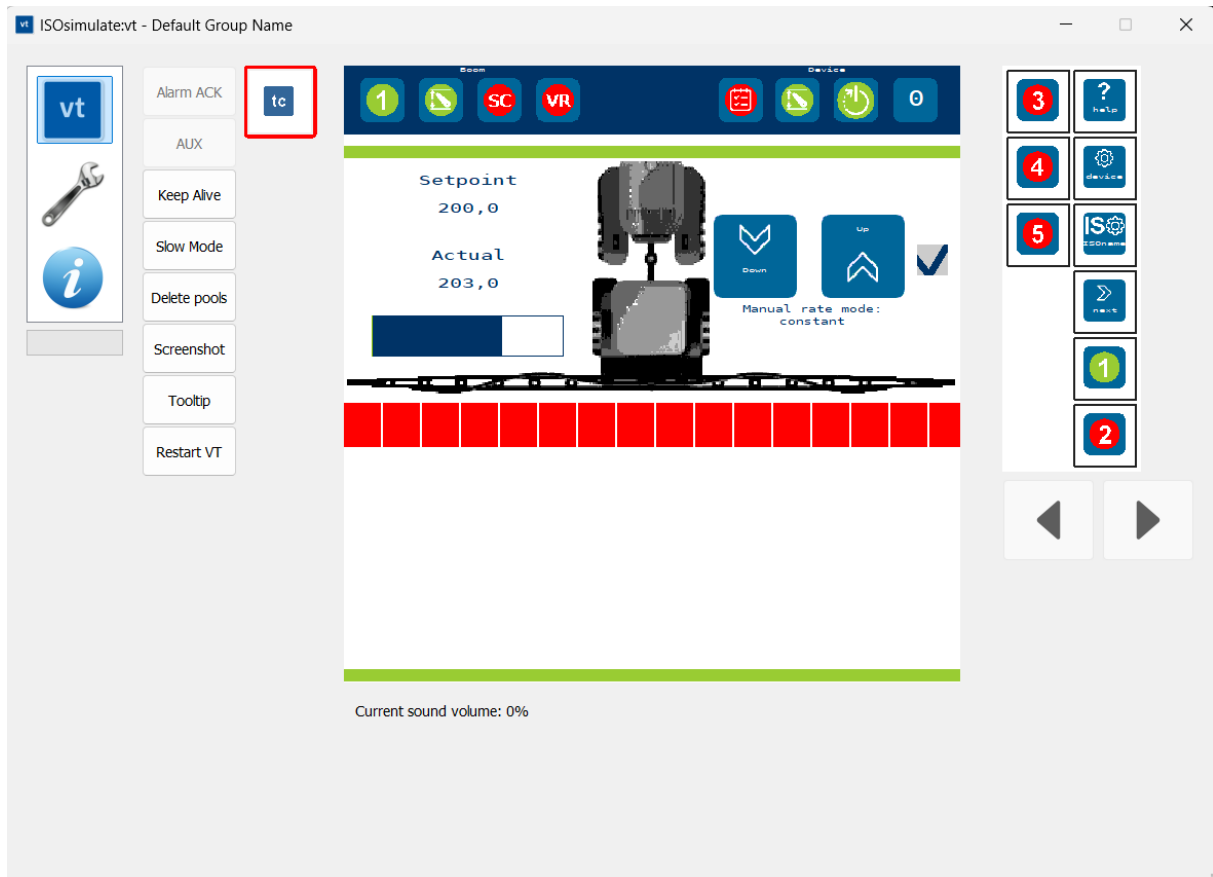 ISOsimulate:vt - Default Group Name
vt
Alarm ACK
AUX
Keep Alive
Slow Mode
Delete pools
Screenshot
Tooltip
Restart VT
tc
Boom
Device
1
SC
VR
0
Setpoint
200,0
Actual
203,0
Down
Up
Manual rate mode:
constant
3
?
help
4
device
5
IS
ISOname
next
1
2
Current sound volume: 0%